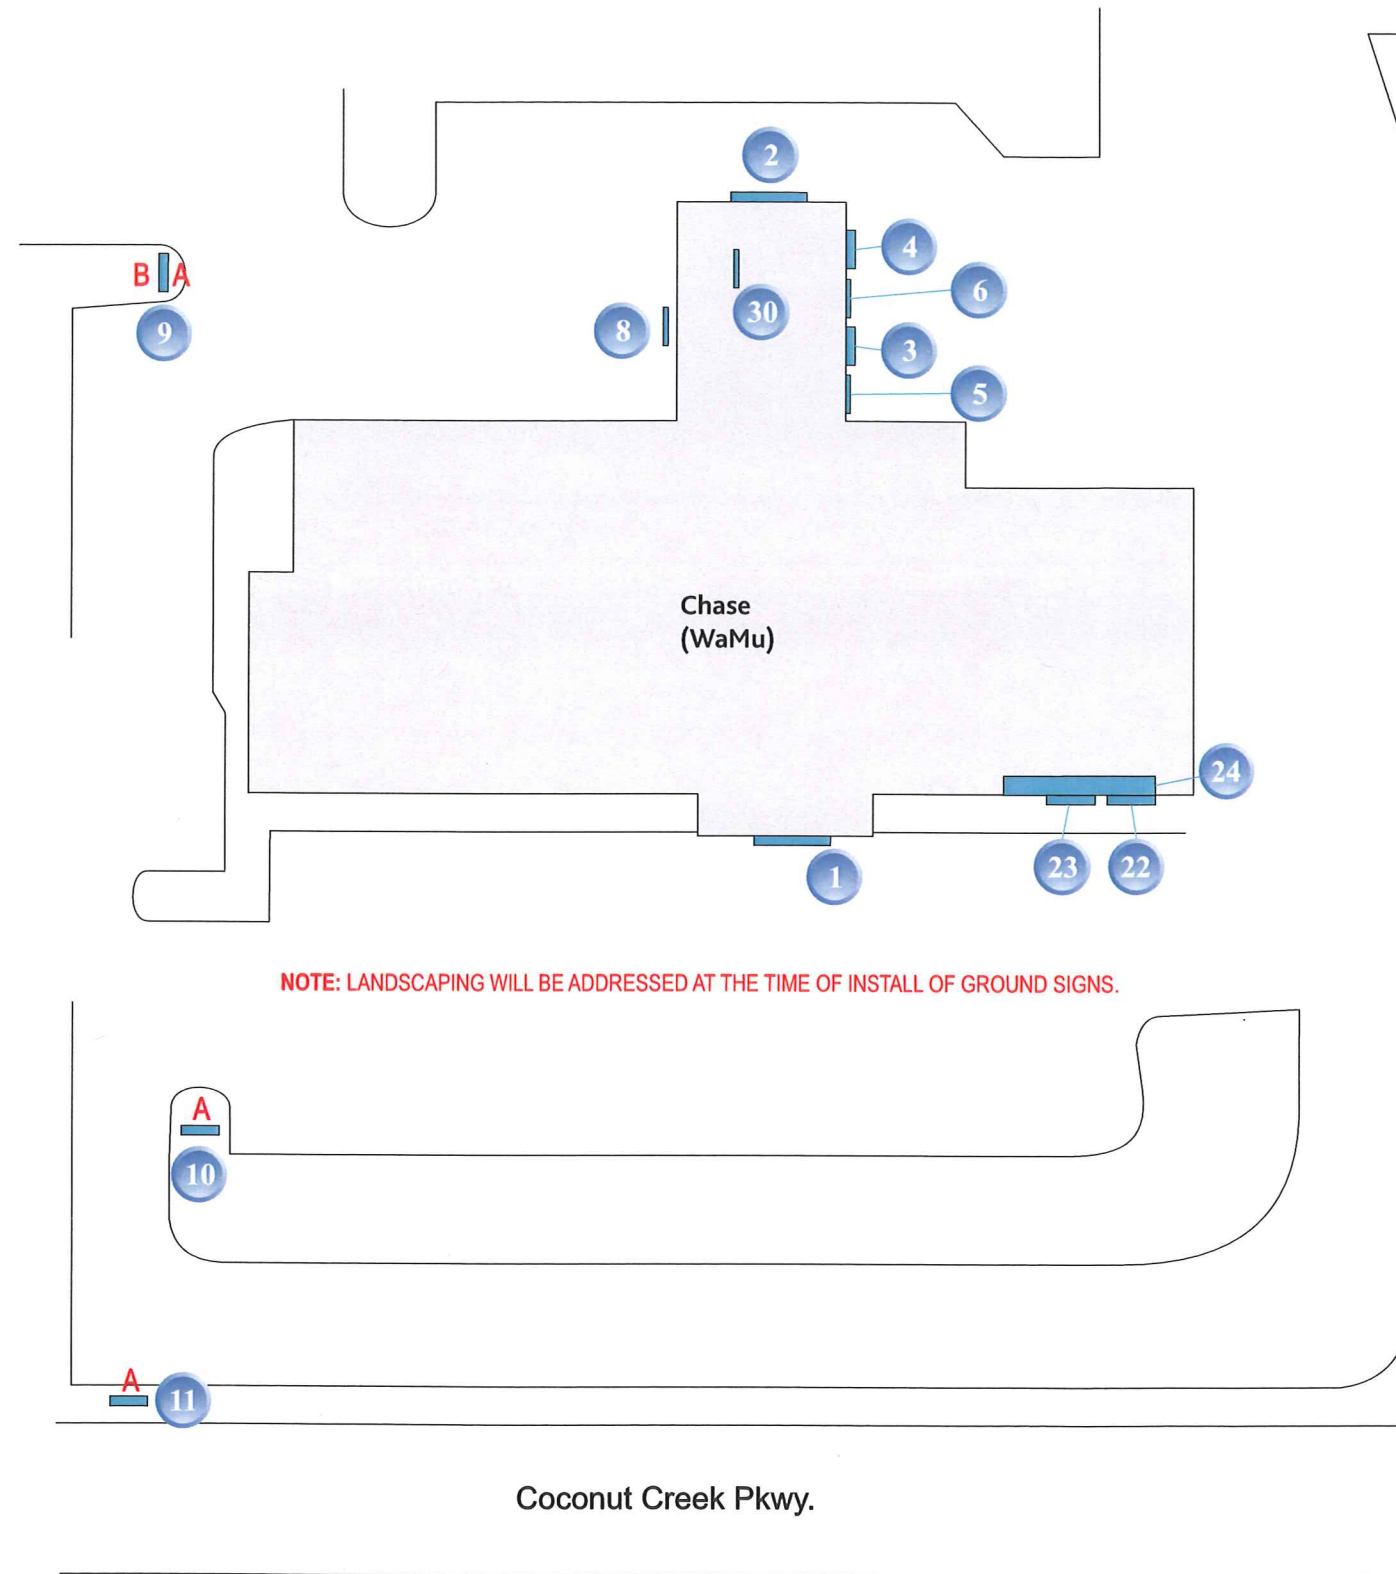 2
4
B A
6
9
8
30
3
5
Chase
(WaMu)
24
1
23
22
NOTE: LANDSCAPING WILL BE ADDRESSED AT THE TIME OF INSTALL OF GROUND SIGNS.
A
10
A
11
Coconut Creek Pkwy.